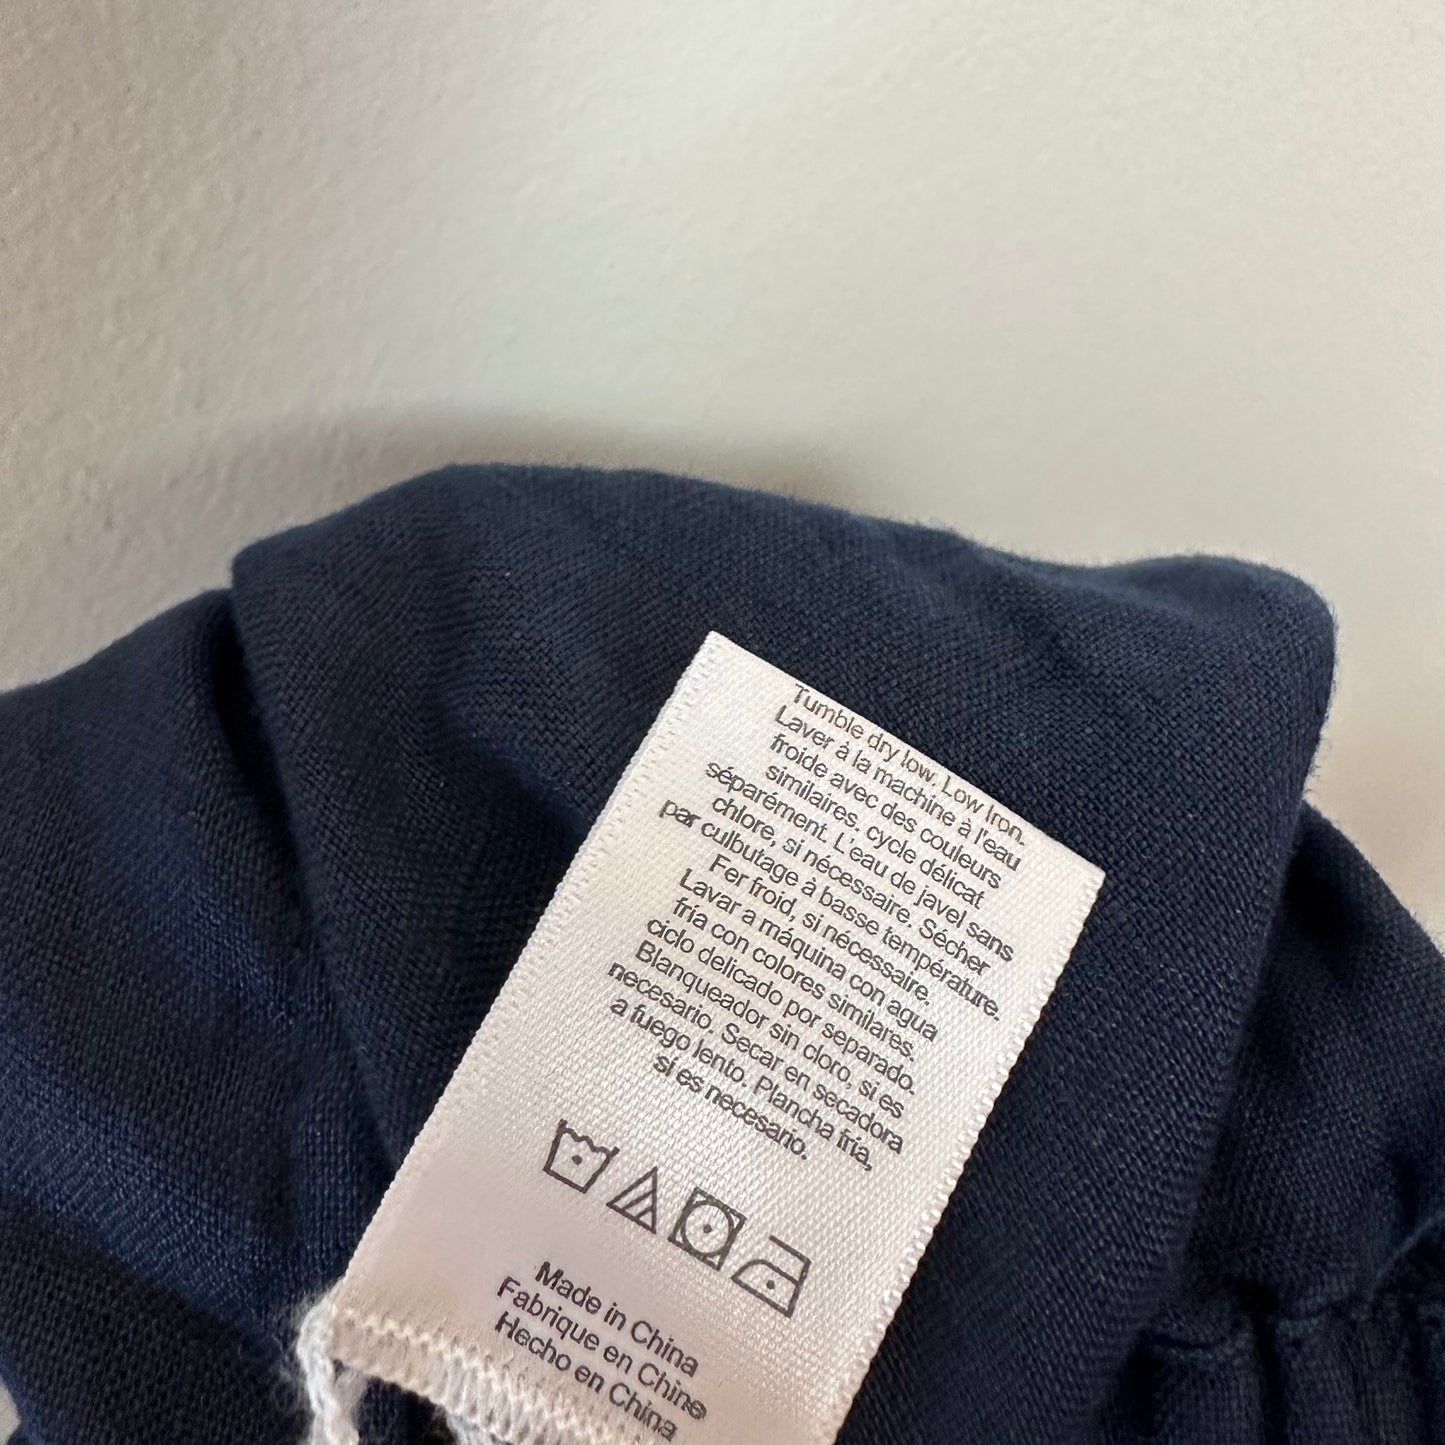 Tumble dry low. Low Iron.
Laver à la machine à l'eau
froide avec des couleurs
similaires, cycle délicat
séparément. L'eau de javel sans
chlore, si nécessaire. Sécher
par culbutage à basse température.
Fer froid, si nécessaire.
Lavar a máquina con agua
fría con colores similares.
ciclo delicado por separado.
Blanqueador sin cloro, si es
necesario. Secar en secadora
a fuego lento. Plancha fría,
si es necesario.
Made in China
Fabrique en Chine
Hecho en China